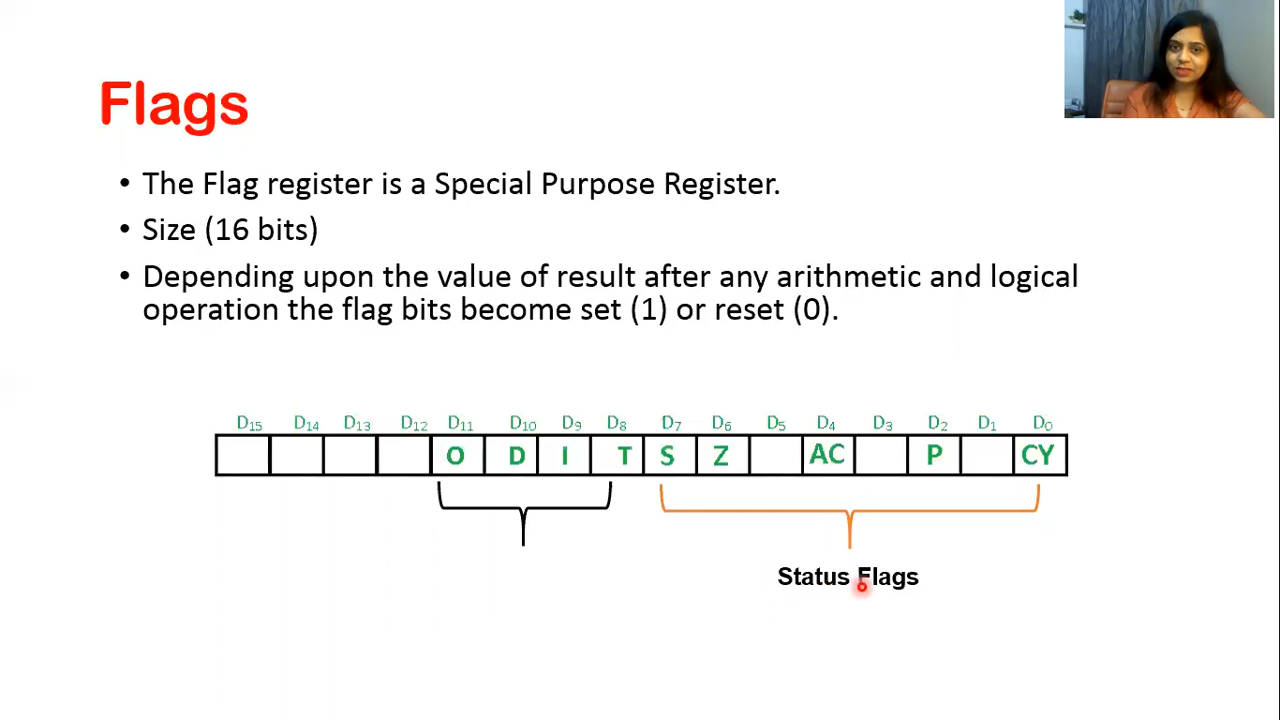 Flags
• The Flag register is a Special Purpose Register.
• Size (16 bits)
• Depending upon the value of result after any arithmetic and logical
operation the flag bits become set (1) or reset (0).
D15 D14 D13 D12 D11 D10 D9 D8 D7 D6 D5 D4 D3 D2 D1 D0
O D I T S Z AC P CY
Status Flags